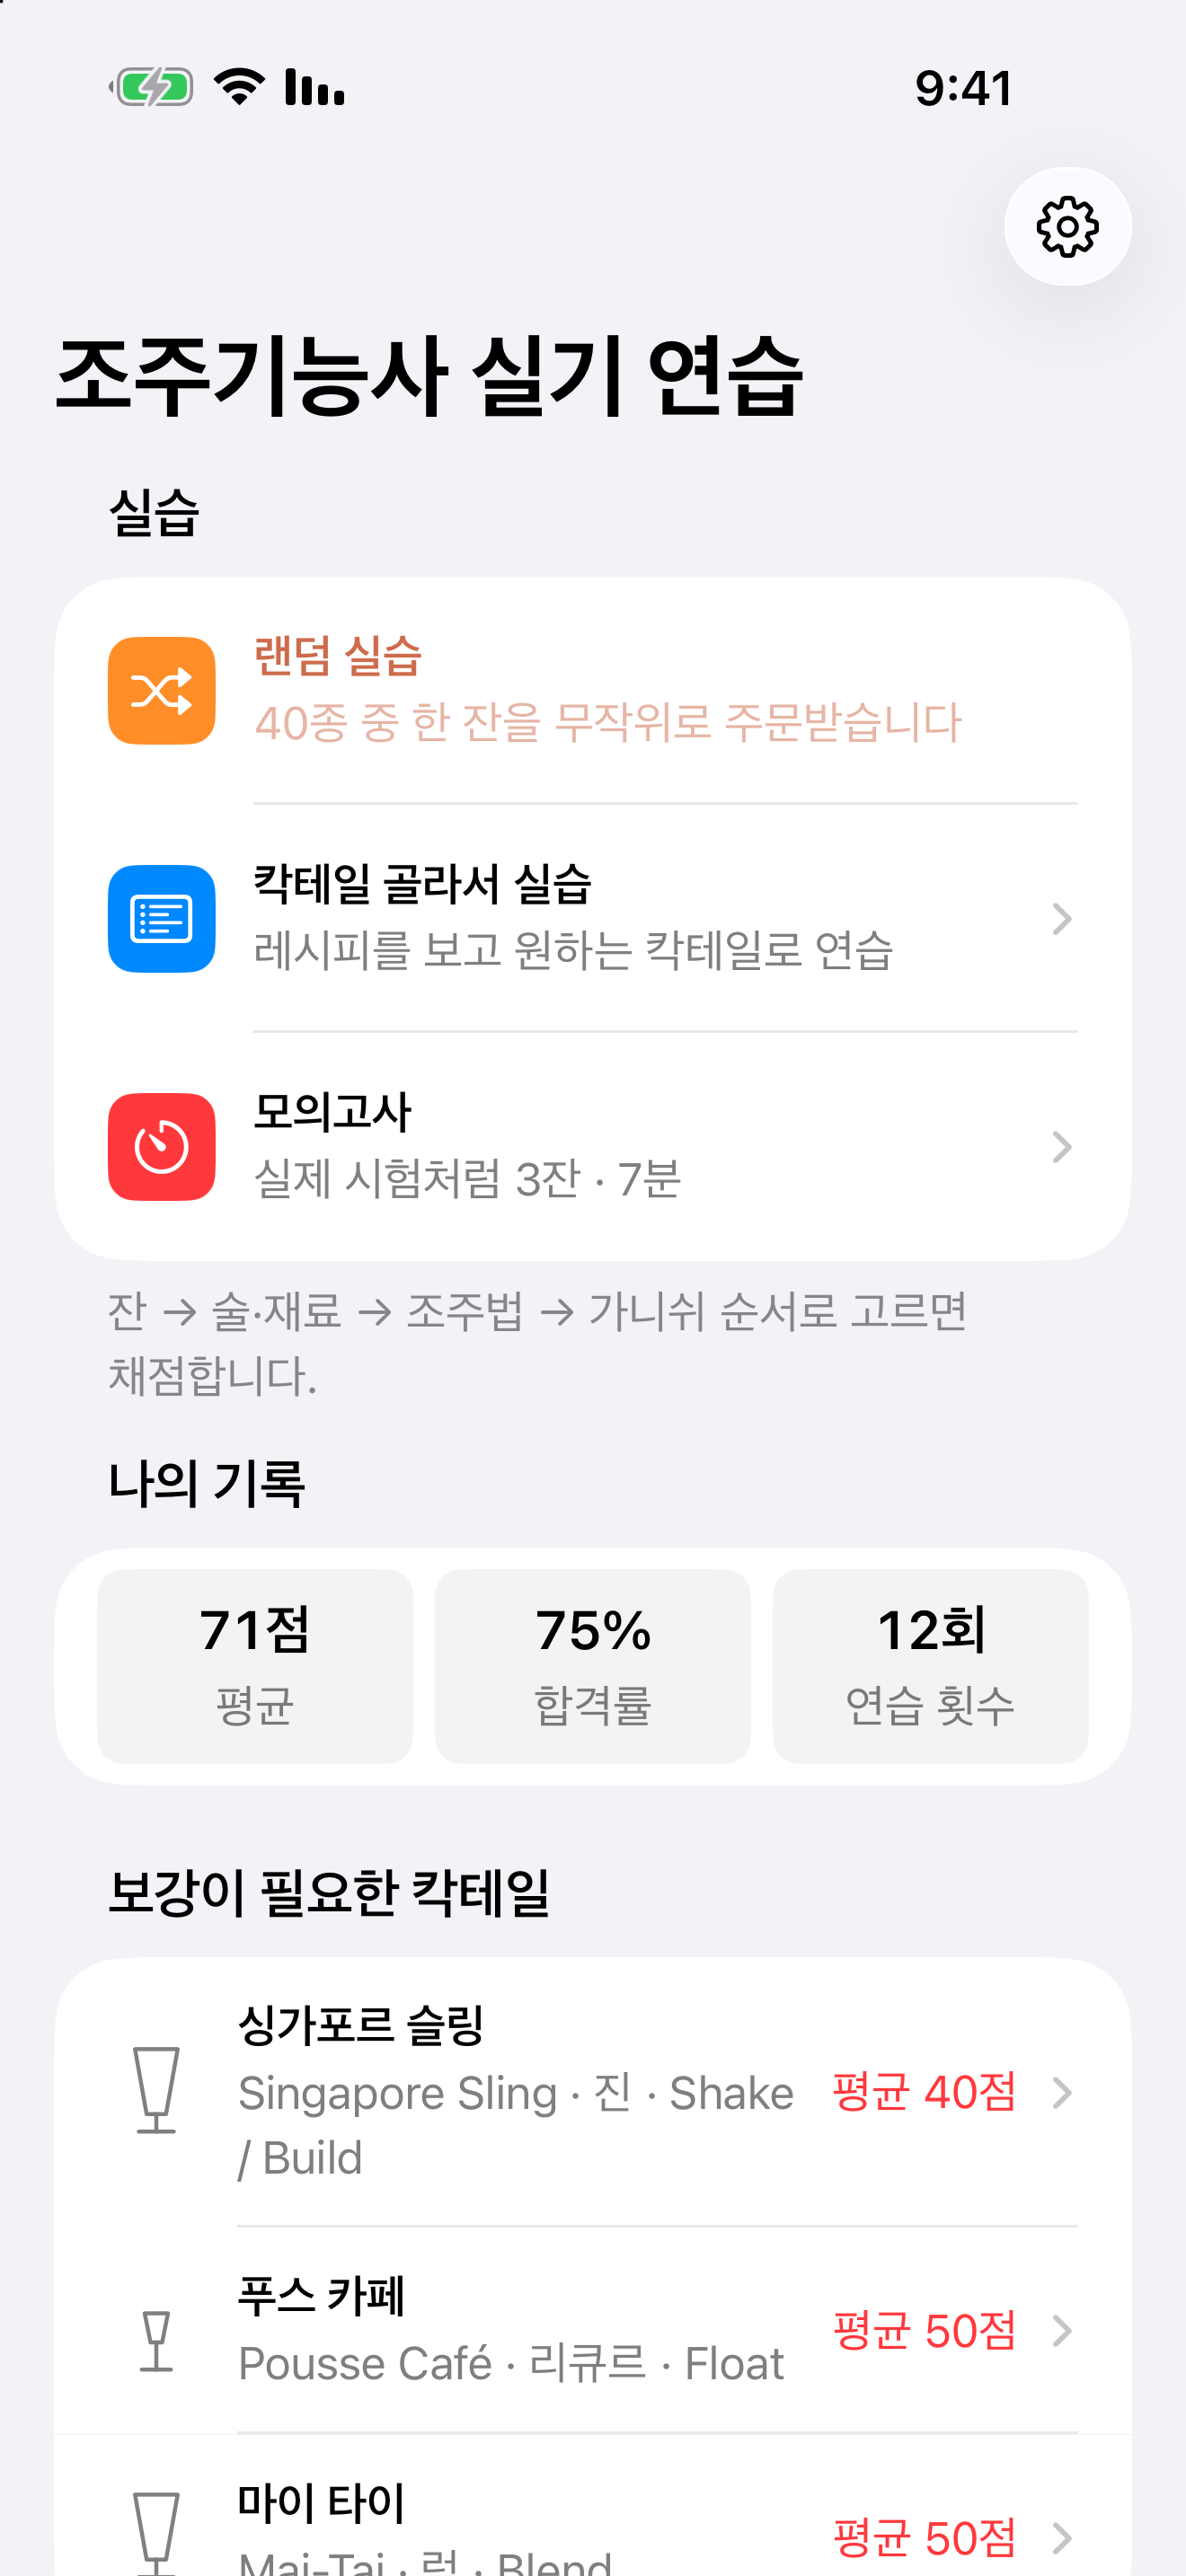 9:41
조주기능사 실기 연습
실습
랜덤 실습
40종 중 한 잔을 무작위로 주문받습니다
칵테일 골라서 실습
레시피를 보고 원하는 칵테일로 연습
모의고사
실제 시험처럼 3잔 · 7분
잔 → 술·재료 → 조주법 → 가니쉬 순서로 고르면
채점합니다.
나의 기록
71점
평균
75%
합격률
12회
연습 횟수
보강이 필요한 칵테일
싱가포르 슬링
Singapore Sling · 진 · Shake
/ Build
평균 40점
푸스 카페
Pousse Café · 리큐르 · Float
평균 50점
마이 타이
Mai-Tai · 럼 · Blend
평균 50점